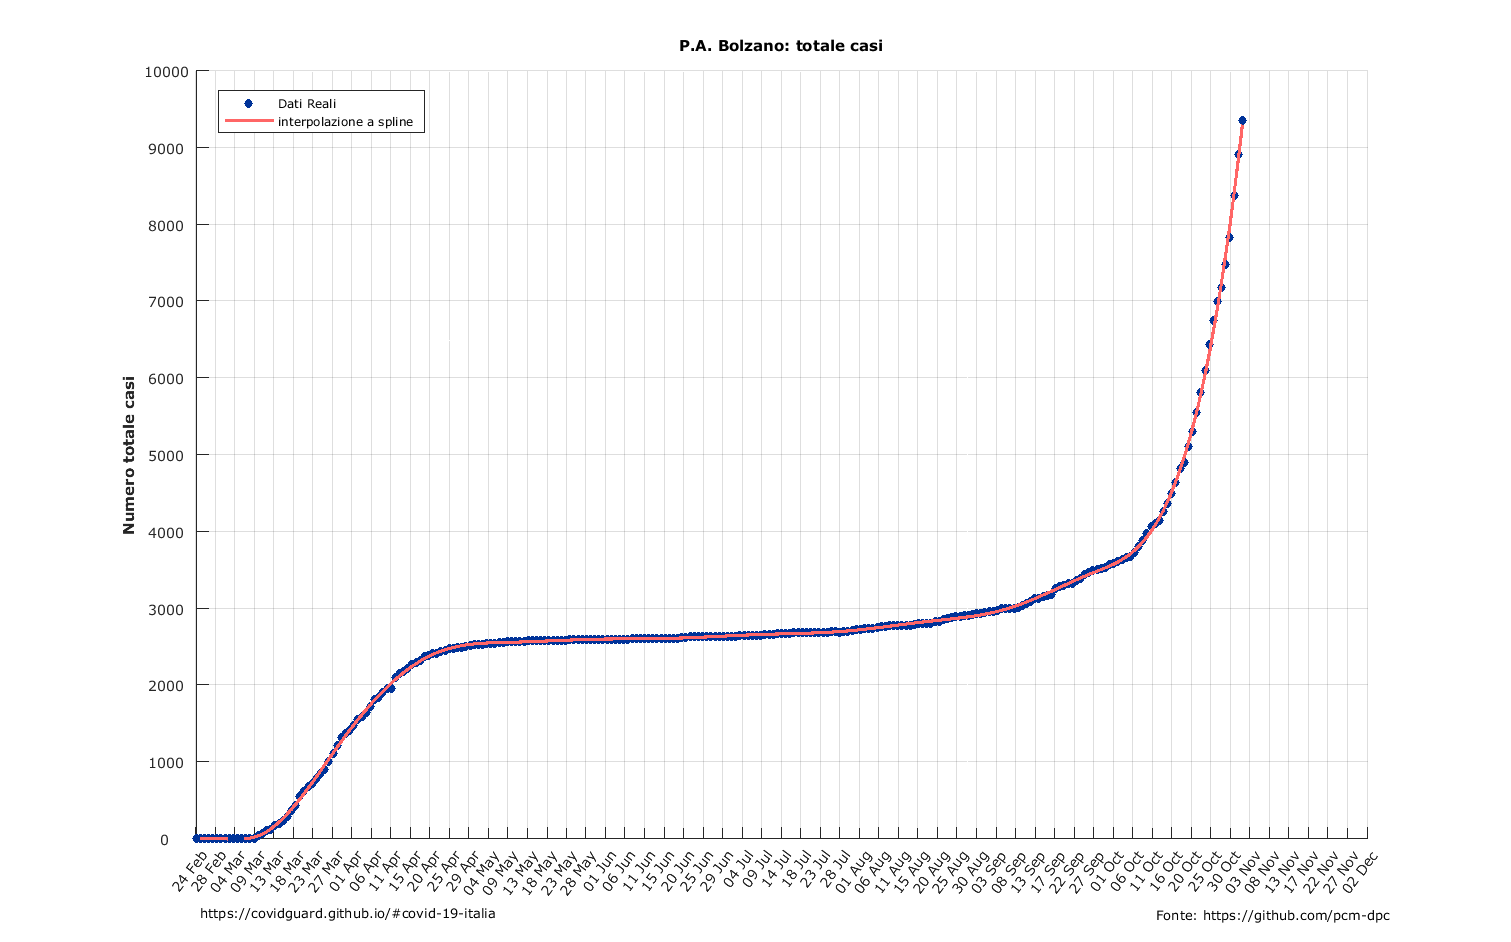 P.A. Bolzano: totale casi
10000
9000
8000
7000
6000
5000
4000
3000
2000
1000
0
Numero totale casi
Dati Reali
interpolazione a spline
24 Feb
28 Feb
04 Mar
09 Mar
13 Mar
18 Mar
23 Mar
27 Mar
01 Apr
06 Apr
11 Apr
15 Apr
20 Apr
25 Apr
29 Apr
04 May
09 May
13 May
18 May
23 May
28 May
01 Jun
06 Jun
11 Jun
15 Jun
20 Jun
25 Jun
29 Jun
04 Jul
09 Jul
14 Jul
18 Jul
23 Jul
28 Jul
01 Aug
06 Aug
11 Aug
15 Aug
20 Aug
25 Aug
30 Aug
03 Sep
08 Sep
13 Sep
17 Sep
22 Sep
27 Sep
01 Oct
06 Oct
11 Oct
16 Oct
20 Oct
25 Oct
30 Oct
03 Nov
08 Nov
13 Nov
17 Nov
22 Nov
27 Nov
02 Dec
https://covidguard.github.io/#covid-19-italia
Fonte: https://github.com/pcm-dpc